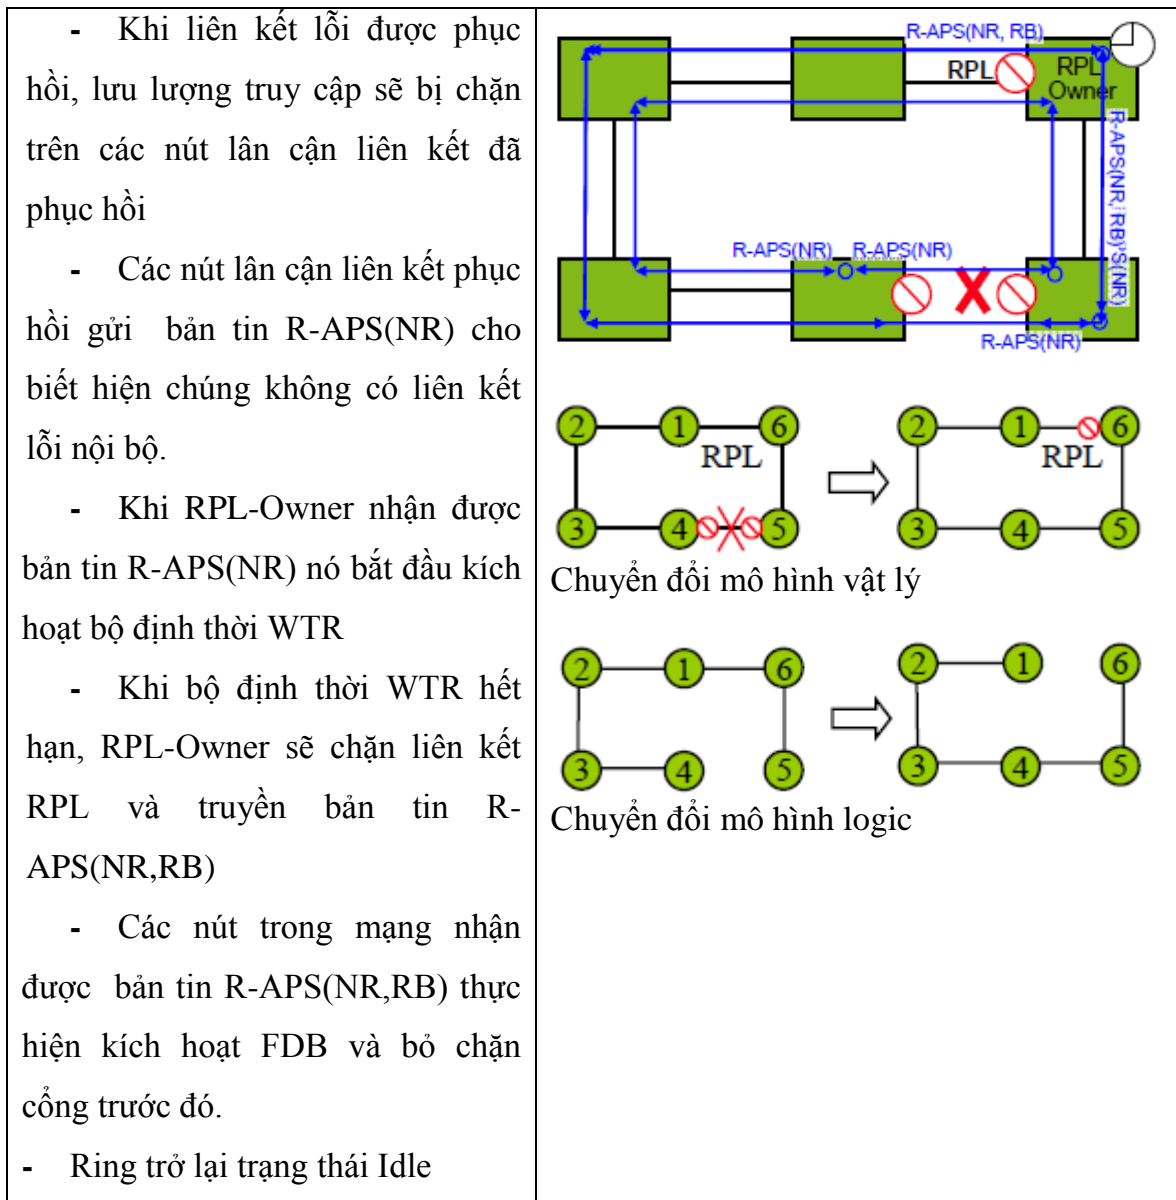 - Khi liên kết lỗi được phục
hồi, lưu lượng truy cập sẽ bị chặn
trên các nút lân cận liên kết đã
phục hồi
- Các nút lân cận liên kết phục
hồi gửi bản tin R-APS(NR) cho
biết hiện chúng không có liên kết
lỗi nội bộ.
- Khi RPL-Owner nhận được
bản tin R-APS(NR) nó bắt đầu kích
hoạt bộ định thời WTR
- Khi bộ định thời WTR hết
hạn, RPL-Owner sẽ chặn liên kết
RPL và truyền bản tin R-
APS(NR,RB)
- Các nút trong mạng nhận
được bản tin R-APS(NR,RB) thực
hiện kích hoạt FDB và bỏ chặn
cổng trước đó.
- Ring trở lại trạng thái Idle
R-APS(NR, RB)
RPL
RPL
Owner
R-APS(NR, RB)
S(NR)
R-APS(NR) R-APS(NR)
R-APS(NR)
2 1 6
RPL
3 4 5
2 1 6
RPL
3 4 5
Chuyển đổi mô hình vật lý
2 1 6
3 4 5
2 1 6
3 4 5
Chuyển đổi mô hình logic